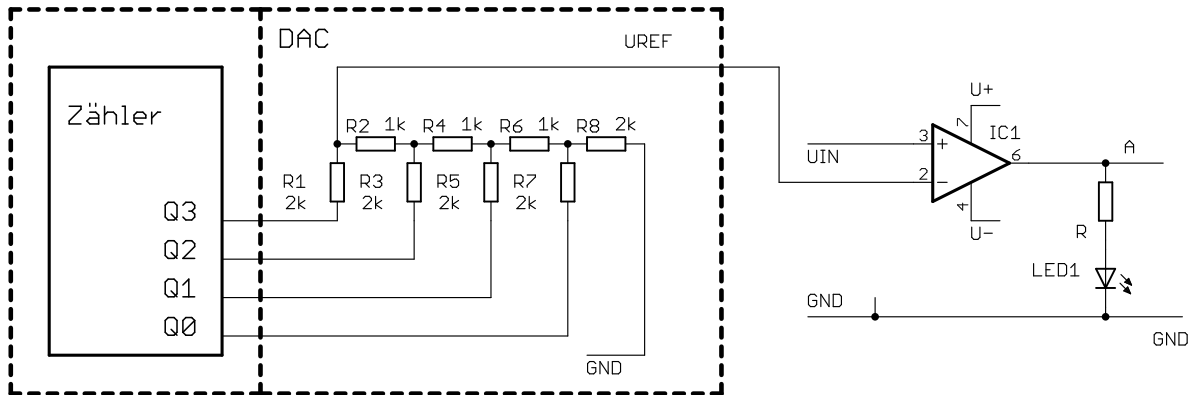 DAC
UREF
Zähler
U+
R2 1k R4 1k R6 1k R8 2k
7 IC1
3 +
UIN
6 A
2 -
R1 R3 R5 R7
2k 2k 2k 2k
Q3
4
U-
R
Q2
LED1
Q1
GND
Q0
GND
GND